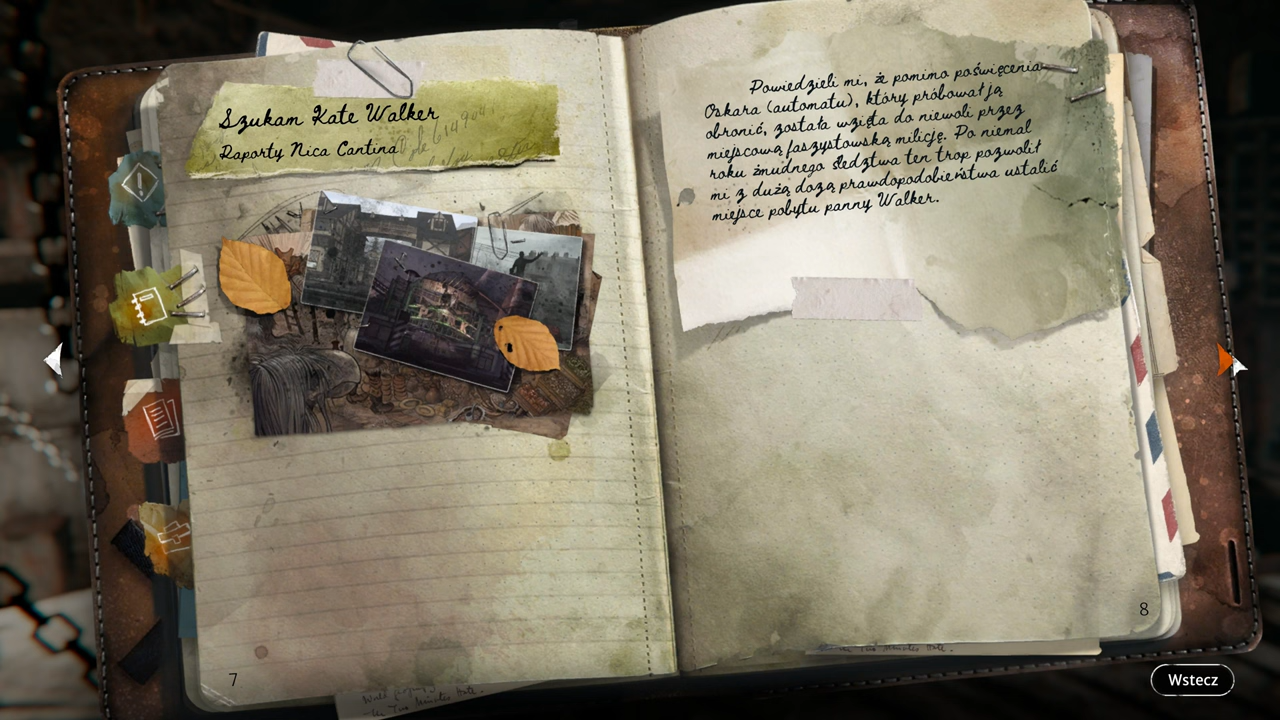 Szukam Kate Walker
Raporty Nica Cantina
Powiedzieli mi, że pomimo poświęcenia
Oskara (automatu), który próbował ją
obronić, została wzięta do niewoli przez
miejscową faszystowską milicję. Po niemal
roku żmudnego śledztwa ten trop pozwolił
mi z dużą dozą prawdopodobieństwa ustalić
miejsce pobytu panny Walker.
7
8
Wstecz